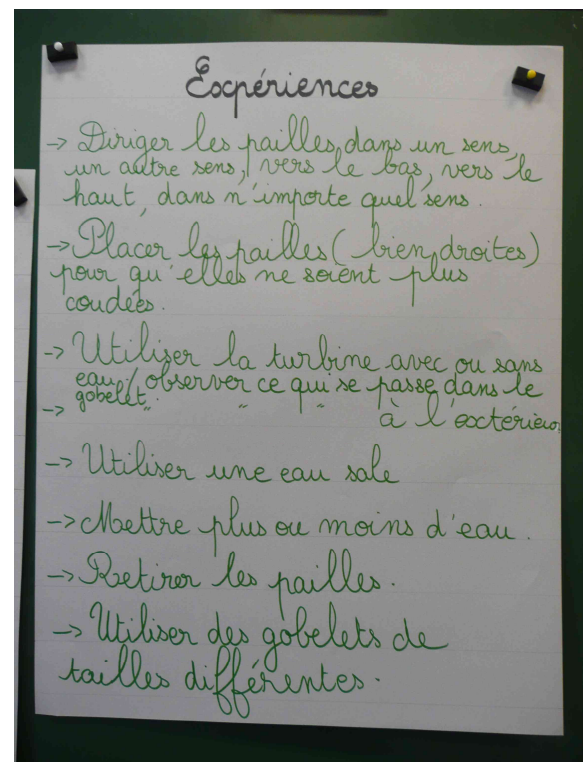 Expériences
-> Diriger les pailles, dans un sens,
un autre sens, vers le bas, vers le
haut, dans n'importe quel sens.
-> Placer les pailles (bien droites)
pour qu'elles ne soient plus
coudées.
-> Utiliser la turbine avec ou sans
eau / observer ce qui se passe dans le
gobelet.
-> " " " à l'extérieur.
-> Utiliser une eau sale
-> Mettre plus ou moins d'eau.
-> Retirer les pailles.
-> Utiliser des gobelets de
tailles différentes.